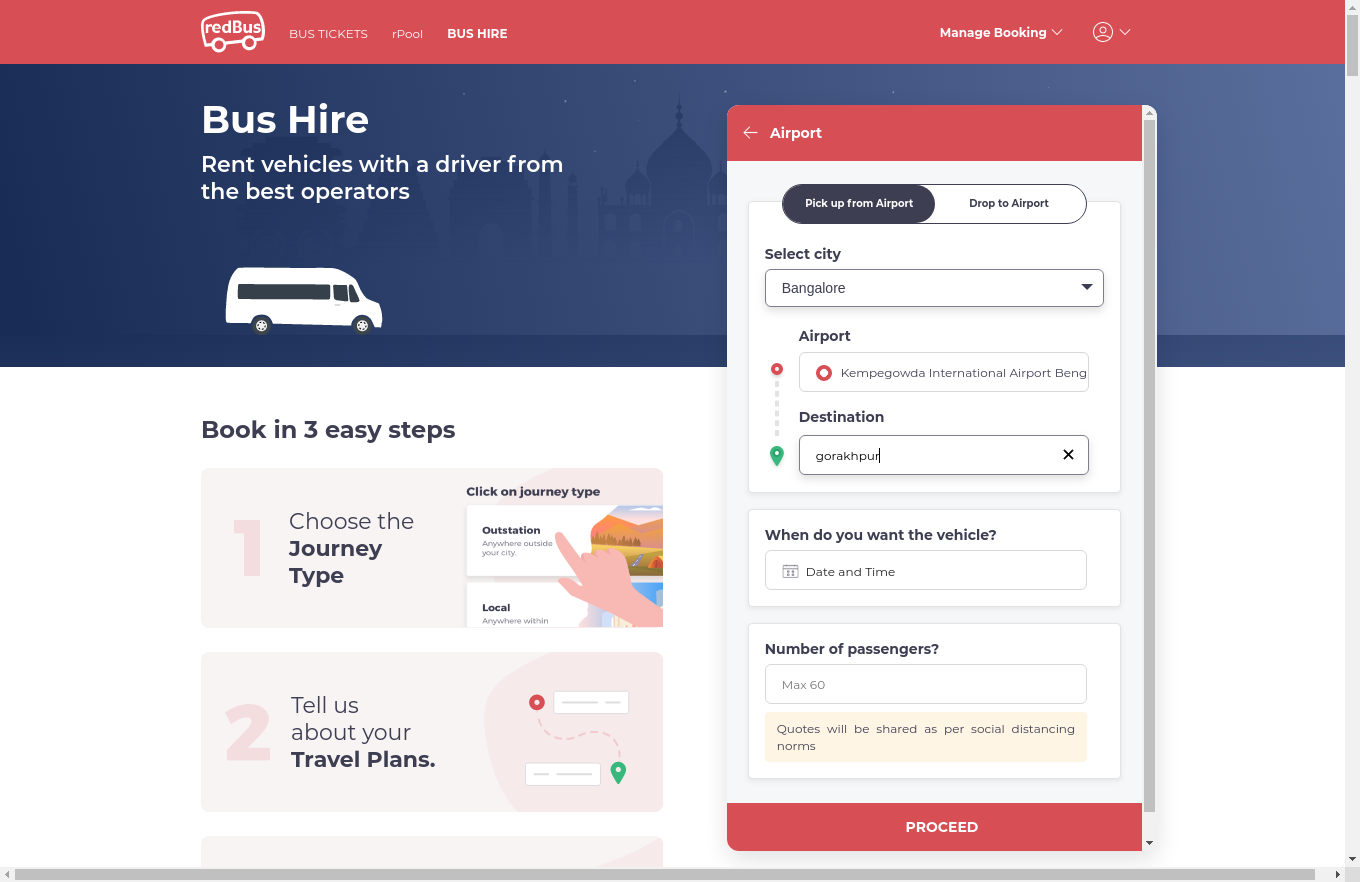 redBus
BUS TICKETS
rPool
BUS HIRE
Manage Booking
Bus Hire
Rent vehicles with a driver from
the best operators
Airport
Pick up from Airport
Drop to Airport
Select city
Bangalore
Airport
Kempegowda International Airport Beng
Destination
gorakhpur
When do you want the vehicle?
Date and Time
Number of passengers?
Max 60
Quotes will be shared as per social distancing
norms
PROCEED
Book in 3 easy steps
1
Choose the
Journey
Type
Click on journey type
Outstation
Anywhere outside
your city.
Local
Anywhere within
2
Tell us
about your
Travel Plans.